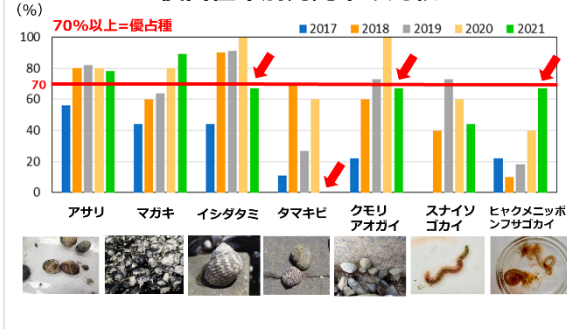 (%)
70%以上=優占種
2017 2018 2019 2020 2021
100
80
70
60
40
20
0
アサリ
マガキ
イシダタミ
タマキビ
クモリ
アオガイ
スナイソ
ゴカイ
ヒャクメニッポ
ンフサゴカイ